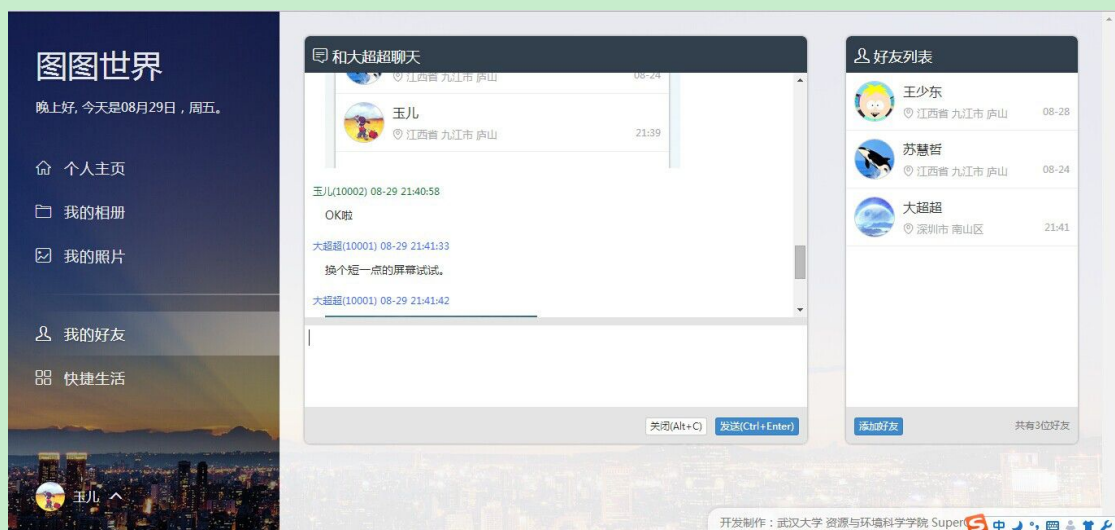 图图世界
晚上好, 今天是08月29日，周五。
个人主页
我的相册
我的照片
我的好友
快捷生活
玉儿
和大超超聊天
江西省 九江市 庐山 08-24
玉儿
江西省 九江市 庐山 21:39
玉儿(10002) 08-29 21:40:58
OK啦
大超超(10001) 08-29 21:41:33
换个短一点的屏幕试试。
大超超(10001) 08-29 21:41:42
关闭(Alt+C) 发送(Ctrl+Enter)
好友列表
王少东
江西省 九江市 庐山 08-28
苏慧哲
江西省 九江市 庐山 08-24
大超超
深圳市 南山区 21:41
添加好友 共有3位好友
开发制作：武汉大学 资源与环境科学学院 Super
中